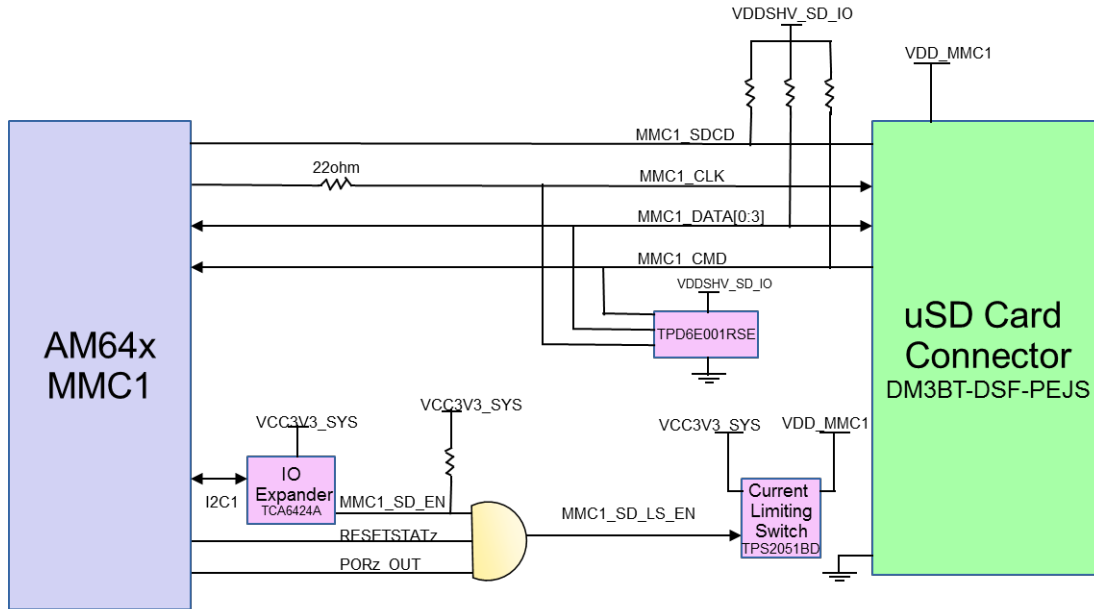 VDDSHV_SD_IO
VDD_MMC1
MMC1_SDCD
22ohm
MMC1_CLK
MMC1_DATA[0:3]
MMC1_CMD
VDDSHV_SD_IO
TPD6E001RSE
AM64x
MMC1
uSD Card
Connector
DM3BT-DSF-PEJS
VCC3V3_SYS
VCC3V3_SYS
VCC3V3_SYS
VDD_MMC1
IO
Expander
TCA6424A
I2C1
MMC1_SD_EN
MMC1_SD_LS_EN
Current
Limiting
Switch
TPS2051BD
RESETSTATz
PORz_OUT